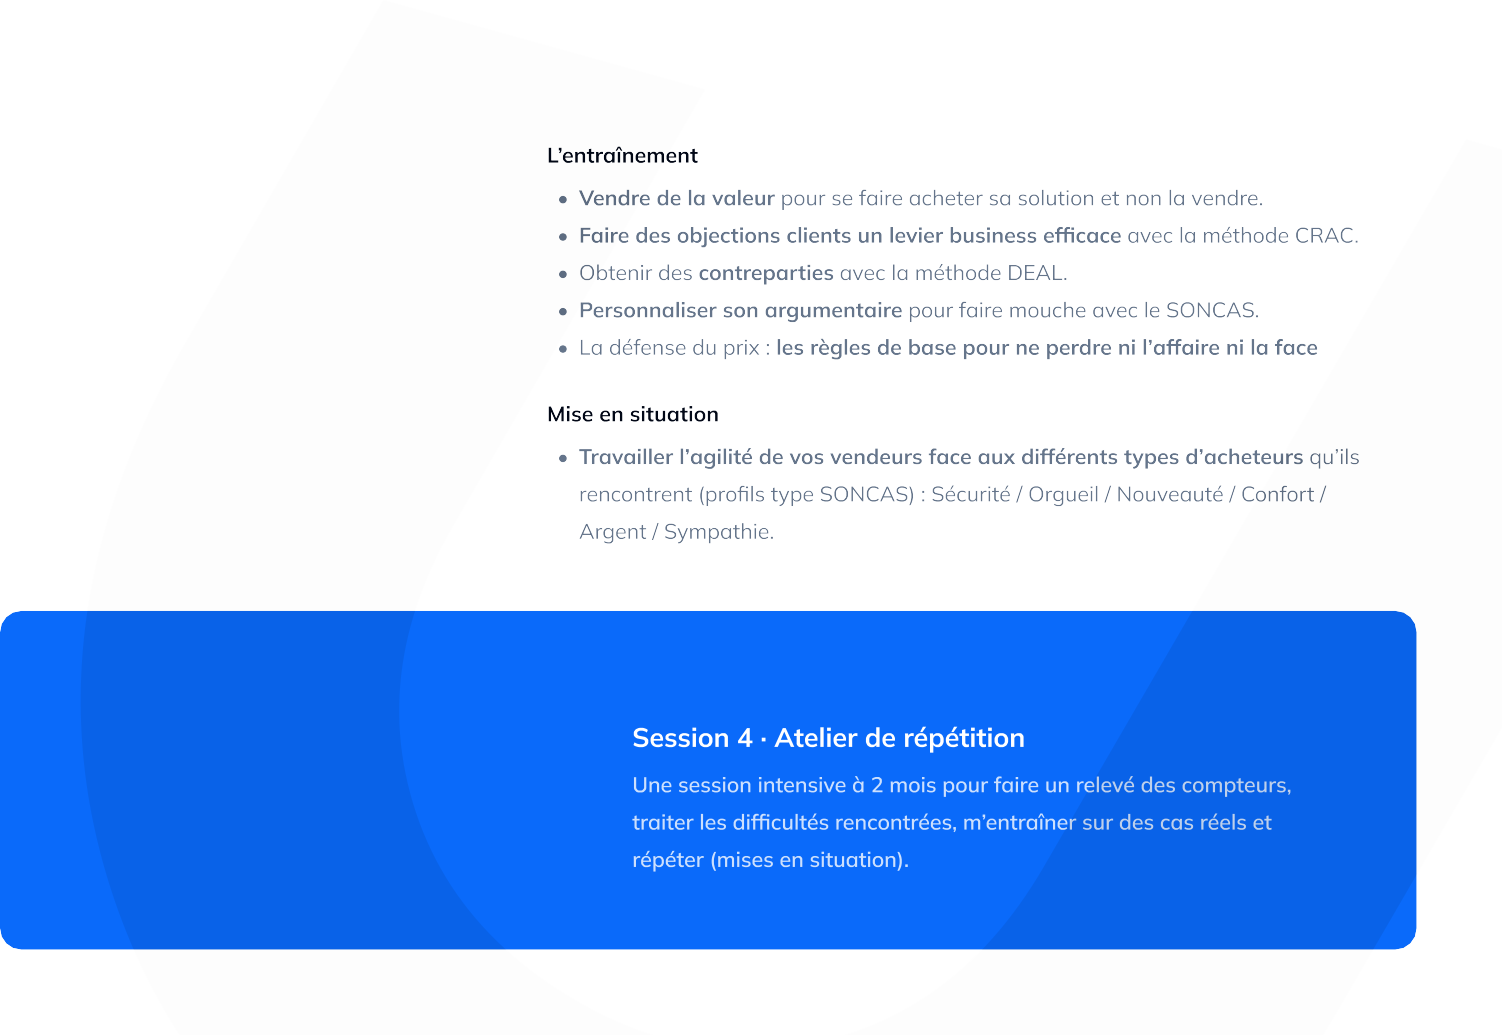 L’entraînement
• Vendre de la valeur pour se faire acheter sa solution et non la vendre.
• Faire des objections clients un levier business efficace avec la méthode CRAC.
• Obtenir des contreparties avec la méthode DEAL.
• Personnaliser son argumentaire pour faire mouche avec le SONCAS.
• La défense du prix : les règles de base pour ne perdre ni l’affaire ni la face
Mise en situation
• Travailler l’agilité de vos vendeurs face aux différents types d’acheteurs qu’ils
rencontrent (profils type SONCAS) : Sécurité / Orgueil / Nouveauté / Confort /
Argent / Sympathie.
Session 4 · Atelier de répétition
Une session intensive à 2 mois pour faire un relevé des compteurs,
traiter les difficultés rencontrées, m’entraîner sur des cas réels et
répéter (mises en situation).